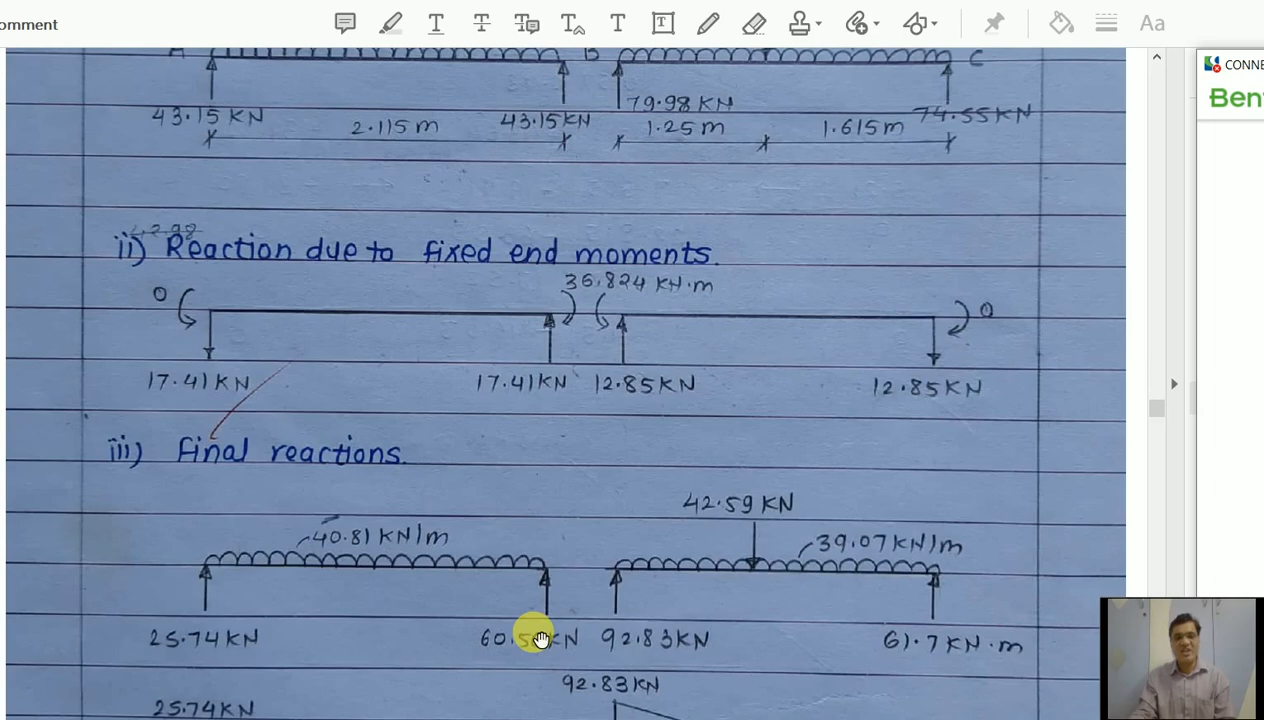 omment
T T T T T T Aa
CONNE
Ben
A B C
79.98 KN
43.15 KN 2.115 m 43.15 KN 1.25 m 1.615 m 74.55 KN
ii) Reaction due to fixed end moments.
36.824 KN.m
0 0
17.41 KN 17.41 KN 12.85 KN 12.85 KN
iii) Final reactions.
42.59 KN
40.81 KN/m 39.07 KN/m
25.74 KN KN 92.83 KN 61.7 KN.m
92.83 KN
25.74 KN